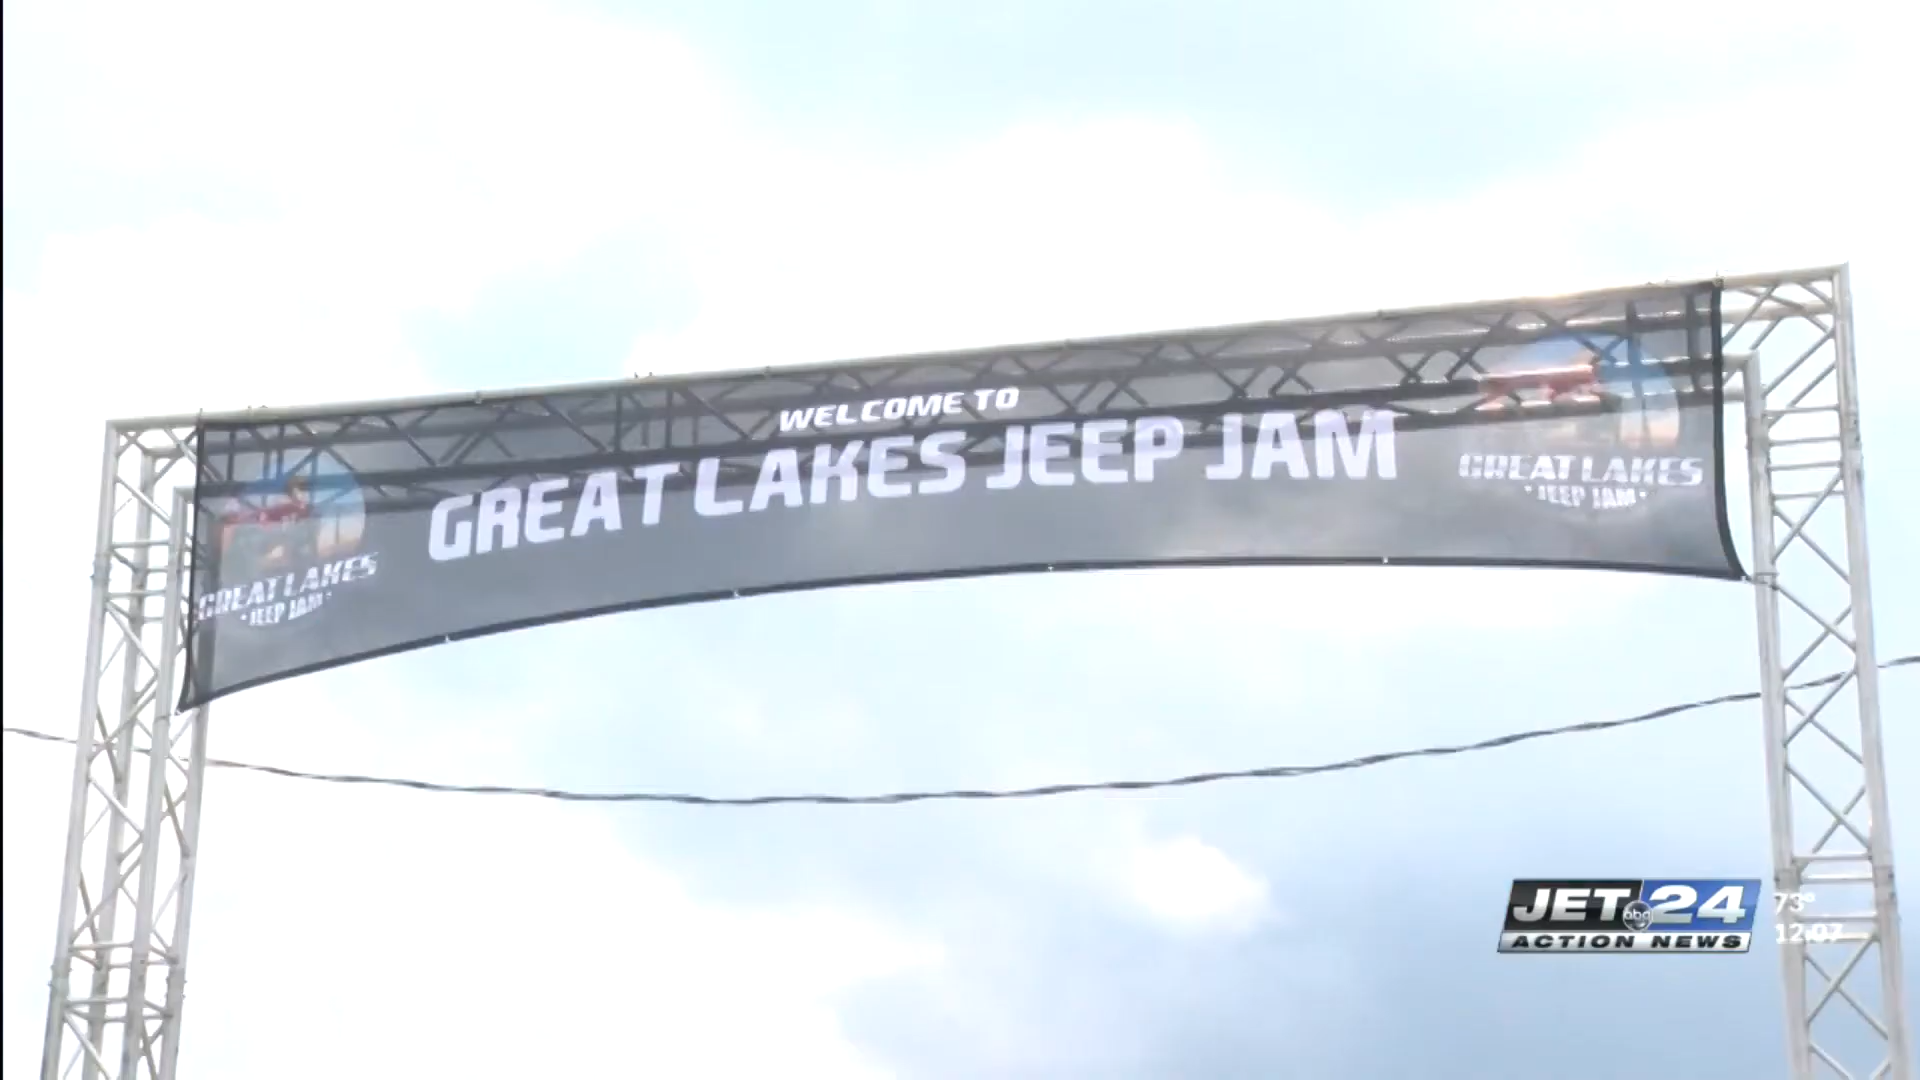 WELCOME TO
GREAT LAKES JEEP JAM
GREAT LAKES
• JEEP JAM •
GREAT LAKES
• JEEP JAM •
JET abc 24
ACTION NEWS
73°
12:07